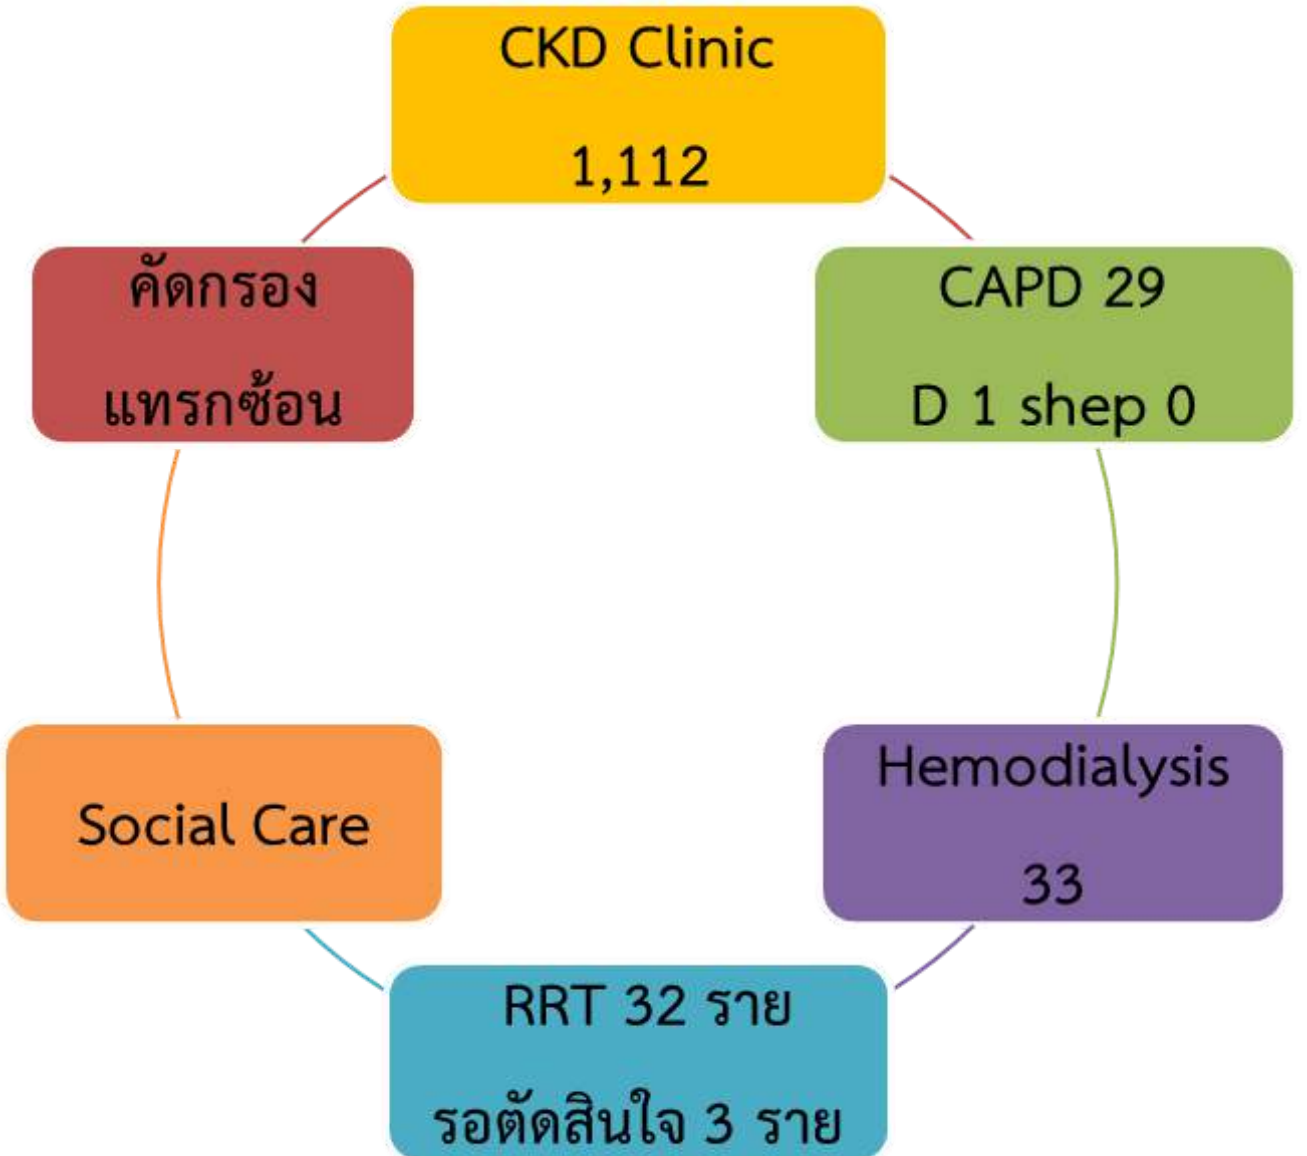 CKD Clinic
1,112
คัดกรอง
แทรกซ้อน
CAPD 29
D 1 shep 0
Social Care
Hemodialysis
33
RRT 32 ราย
รอตัดสินใจ 3 ราย